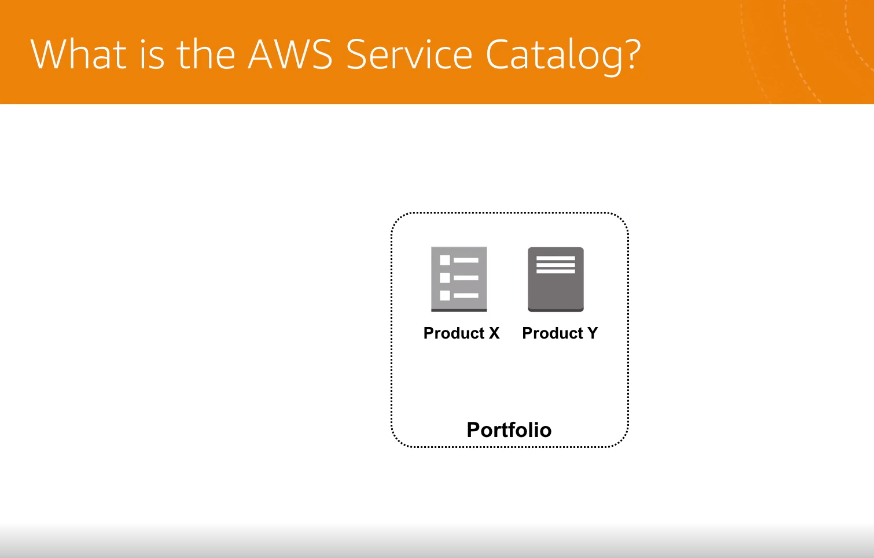 What is the AWS Service Catalog?
Product X Product Y
Portfolio